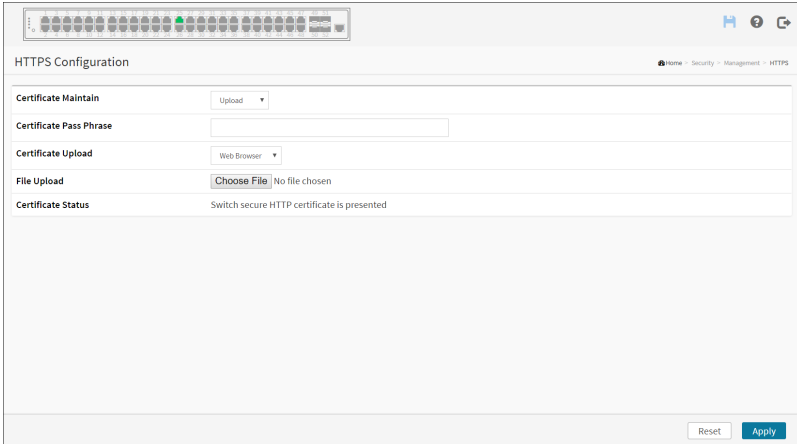 HTTPS Configuration
Home > Security > Management > HTTPS
Certificate Maintain
Upload
Certificate Pass Phrase
Certificate Upload
Web Browser
File Upload
Choose File No file chosen
Certificate Status
Switch secure HTTP certificate is presented
Reset
Apply